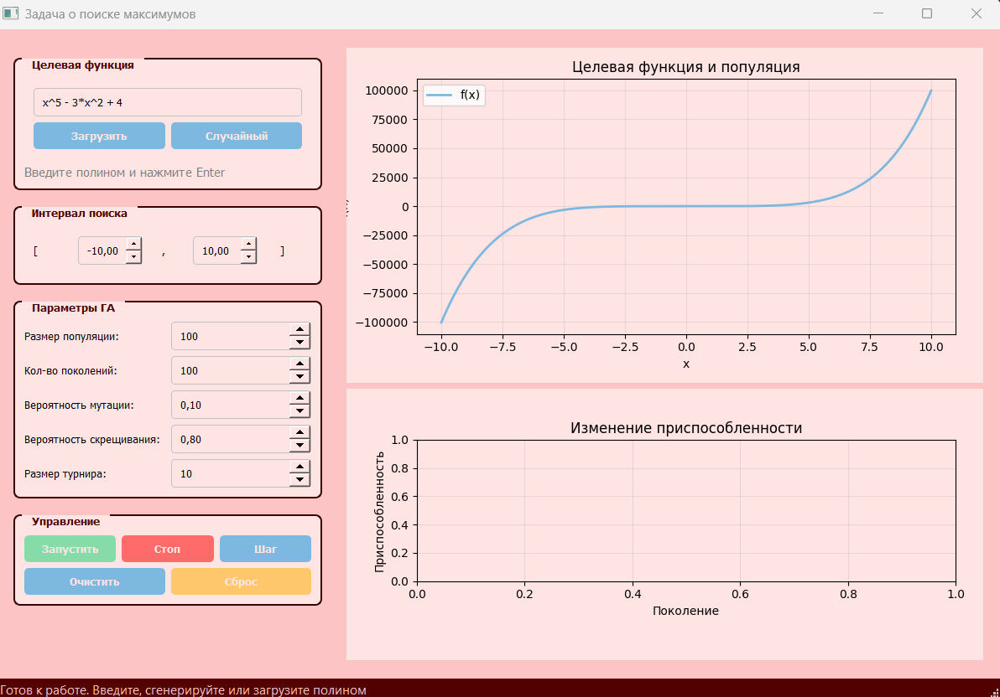 Задача о поиске максимумов
Целевая функция
x^5 - 3*x^2 + 4
Загрузить Случайный
Введите полином и нажмите Enter
Интервал поиска
[ -10,00 , 10,00 ]
Параметры ГА
Размер популяции: 100
Кол-во поколений: 100
Вероятность мутации: 0,10
Вероятность скрещивания: 0,80
Размер турнира: 10
Управление
Запустить Стоп Шаг
Очистить Сброс
Целевая функция и популяция
f(x)
100000
75000
50000
25000
0
−25000
−50000
−75000
−100000
−10.0 −7.5 −5.0 −2.5 0.0 2.5 5.0 7.5 10.0
x
Изменение приспособленности
Приспособленность
1.0
0.8
0.6
0.4
0.2
0.0
0.0 0.2 0.4 0.6 0.8 1.0
Поколение
Готов к работе. Введите, сгенерируйте или загрузите полином